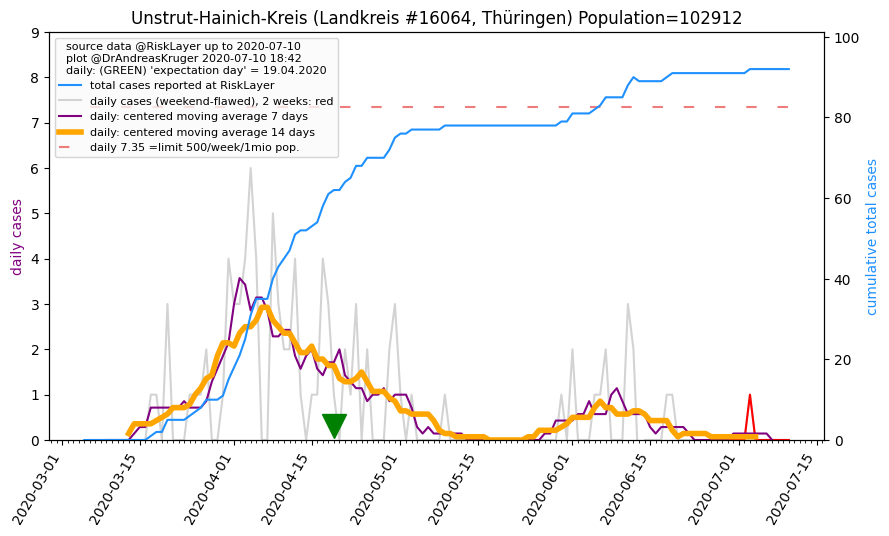 Unstrut-Hainich-Kreis (Landkreis #16064, Thüringen) Population=102912
source data @RiskLayer up to 2020-07-10
plot @DrAndreasKruger 2020-07-10 18:42
daily: (GREEN) 'expectation day' = 19.04.2020
total cases reported at RiskLayer
daily cases (weekend-flawed), 2 weeks: red
daily: centered moving average 7 days
daily: centered moving average 14 days
daily 7.35 =limit 500/week/1mio pop.
daily cases
9
8
7
6
5
4
3
2
1
0
100
80
60
40
20
0
cumulative total cases
2020-03-01
2020-03-15
2020-04-01
2020-04-15
2020-05-01
2020-05-15
2020-06-01
2020-06-15
2020-07-01
2020-07-15